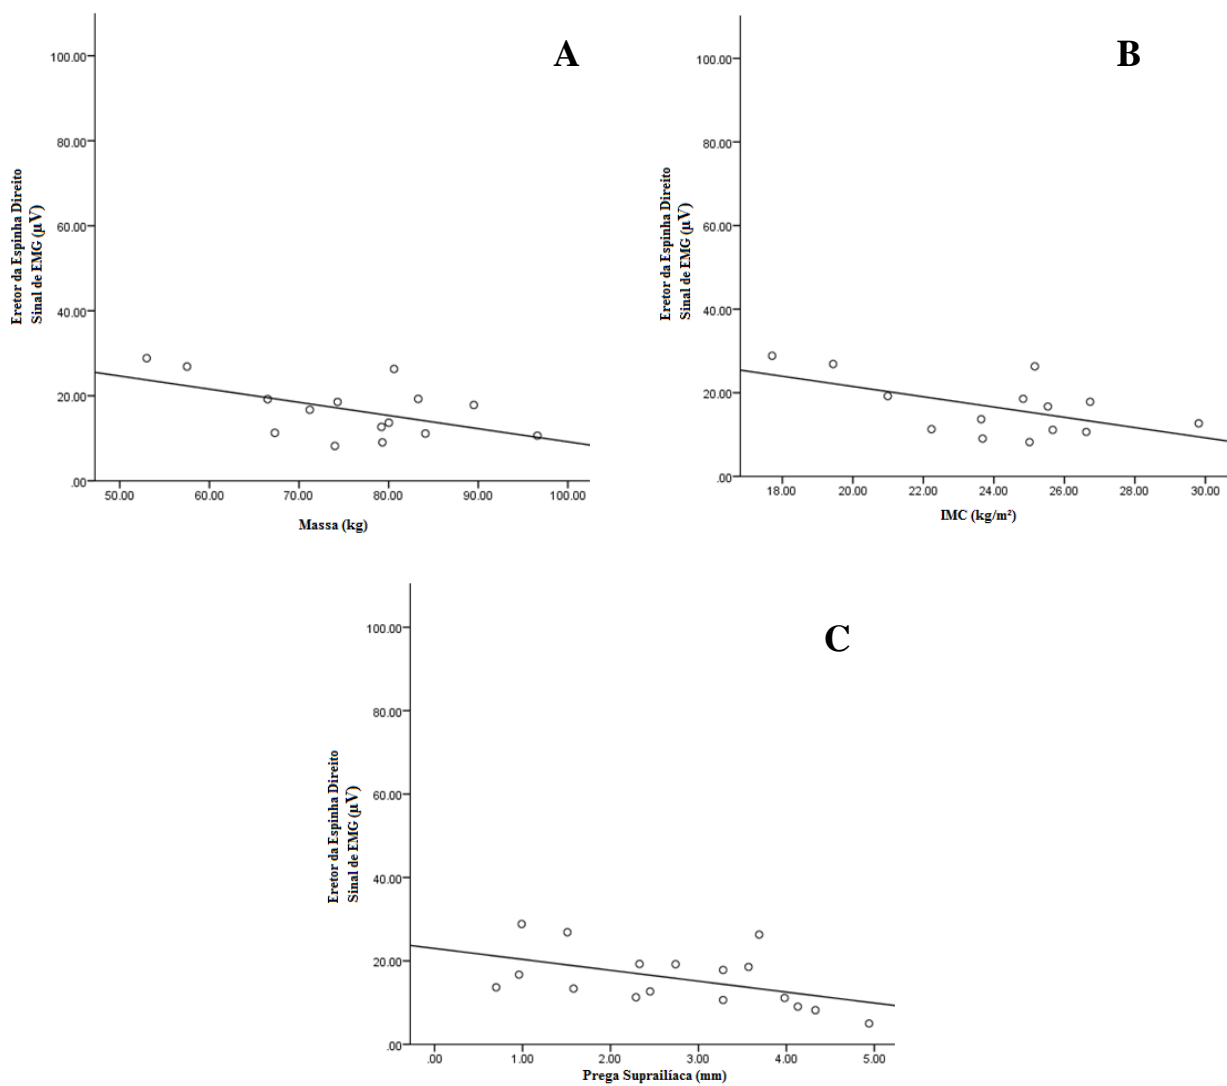 A
100.00
80.00
60.00
40.00
20.00
.00
Eretor da Espinha Direito
Sinal de EMG (µV)
50.00 60.00 70.00 80.00 90.00 100.00
Massa (kg)
B
100.00
80.00
60.00
40.00
20.00
.00
Eretor da Espinha Direito
Sinal de EMG (µV)
18.00 20.00 22.00 24.00 26.00 28.00 30.00
IMC (kg/m²)
C
100.00
80.00
60.00
40.00
20.00
.00
Eretor da Espinha Direito
Sinal de EMG (µV)
.00 1.00 2.00 3.00 4.00 5.00
Prega Suprailíaca (mm)